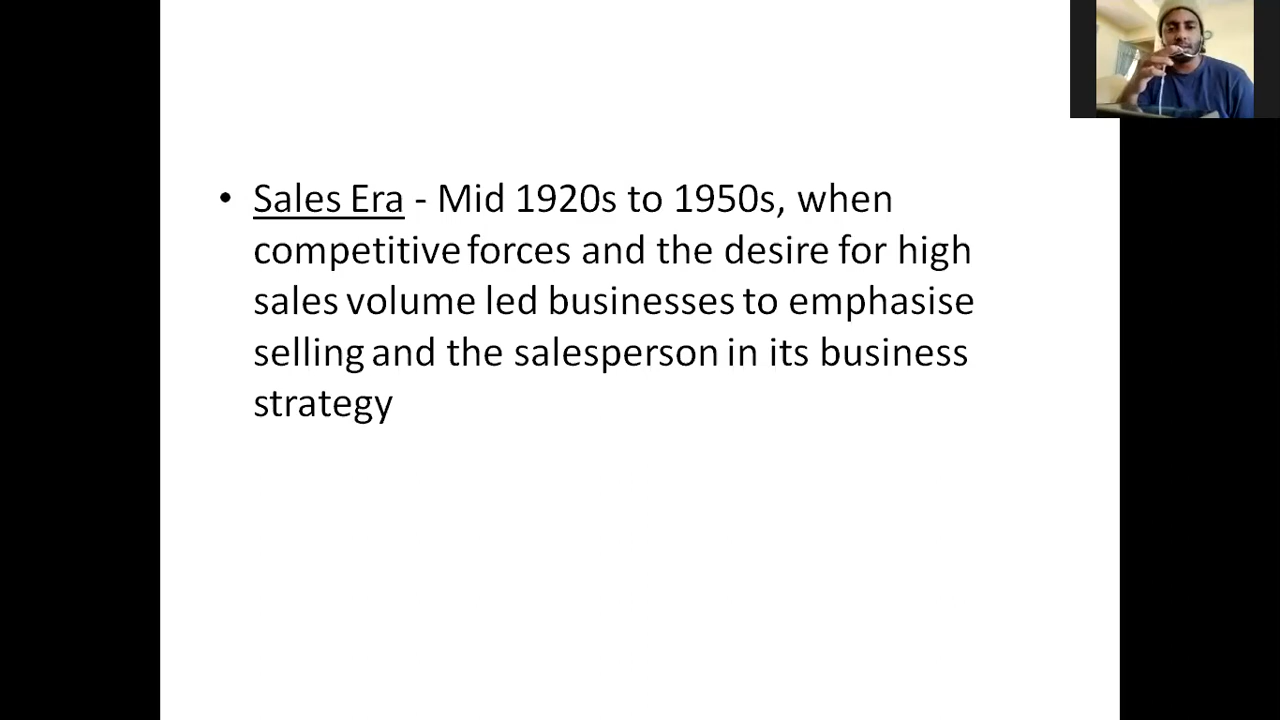 • Sales Era - Mid 1920s to 1950s, when
competitive forces and the desire for high
sales volume led businesses to emphasise
selling and the salesperson in its business
strategy